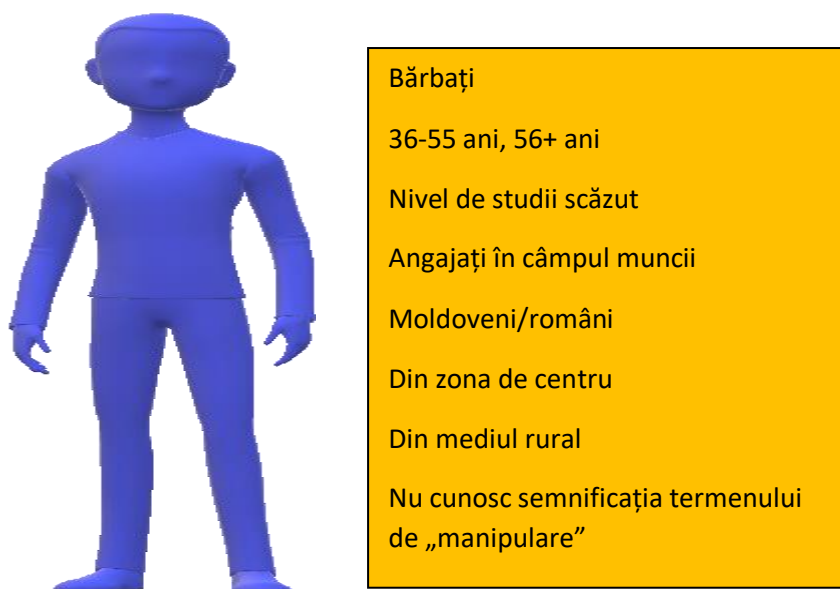 Bărbați
36-55 ani, 56+ ani
Nivel de studii scăzut
Angajați în câmpul muncii
Moldoveni/români
Din zona de centru
Din mediul rural
Nu cunosc semnificația termenului
de „manipulare”